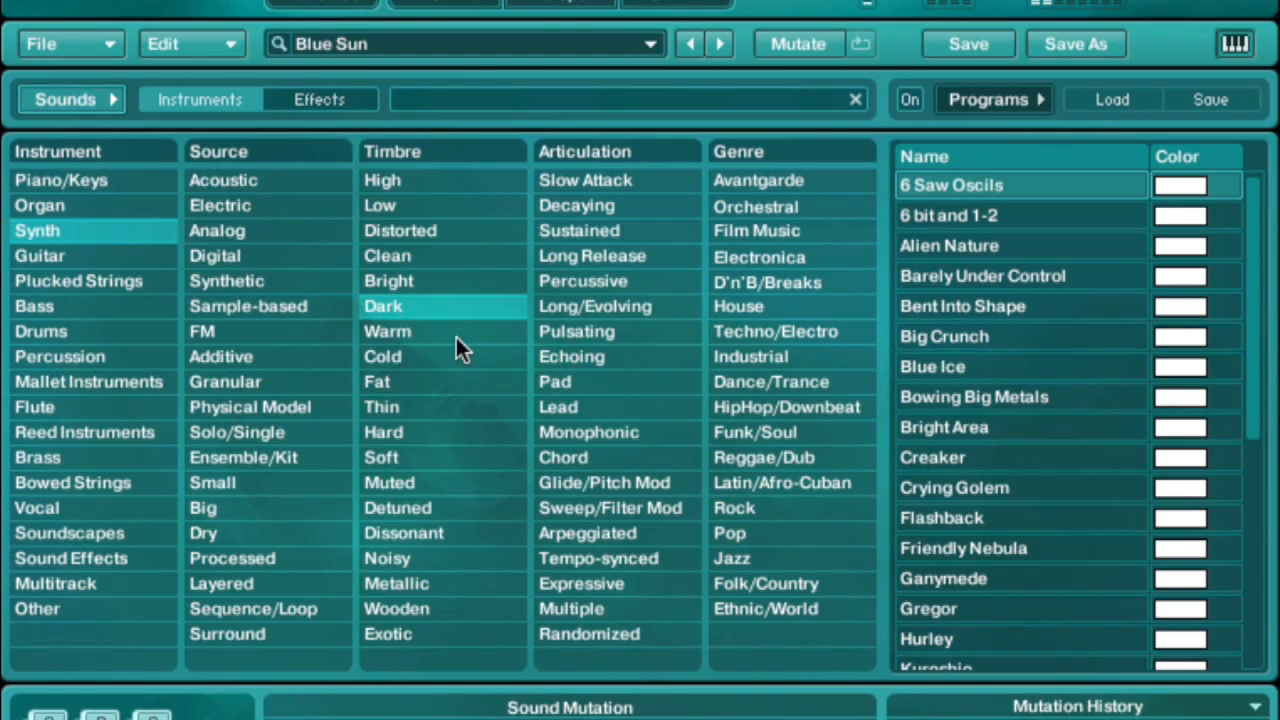 File
Edit
Blue Sun
Mutate
Save
Save As
Sounds
Instruments
Effects
On
Programs
Load
Save
Instrument
Piano/Keys
Organ
Synth
Guitar
Plucked Strings
Bass
Drums
Percussion
Mallet Instruments
Flute
Reed Instruments
Brass
Bowed Strings
Vocal
Soundscapes
Sound Effects
Multitrack
Other
Source
Acoustic
Electric
Analog
Digital
Synthetic
Sample-based
FM
Additive
Granular
Physical Model
Solo/Single
Ensemble/Kit
Small
Big
Dry
Processed
Layered
Sequence/Loop
Surround
Timbre
High
Low
Distorted
Clean
Bright
Dark
Warm
Cold
Fat
Thin
Hard
Soft
Muted
Detuned
Dissonant
Noisy
Metallic
Wooden
Exotic
Articulation
Slow Attack
Decaying
Sustained
Long Release
Percussive
Long/Evolving
Pulsating
Echoing
Pad
Lead
Monophonic
Chord
Glide/Pitch Mod
Sweep/Filter Mod
Arpeggiated
Tempo-synced
Expressive
Multiple
Randomized
Genre
Avantgarde
Orchestral
Film Music
Electronica
D'n'B/Breaks
House
Techno/Electro
Industrial
Dance/Trance
HipHop/Downbeat
Funk/Soul
Reggae/Dub
Latin/Afro-Cuban
Rock
Pop
Jazz
Folk/Country
Ethnic/World
Name
Color
6 Saw Oscils
6 bit and 1-2
Alien Nature
Barely Under Control
Bent Into Shape
Big Crunch
Blue Ice
Bowing Big Metals
Bright Area
Creaker
Crying Golem
Flashback
Friendly Nebula
Ganymede
Gregor
Hurley
Sound Mutation
Mutation History